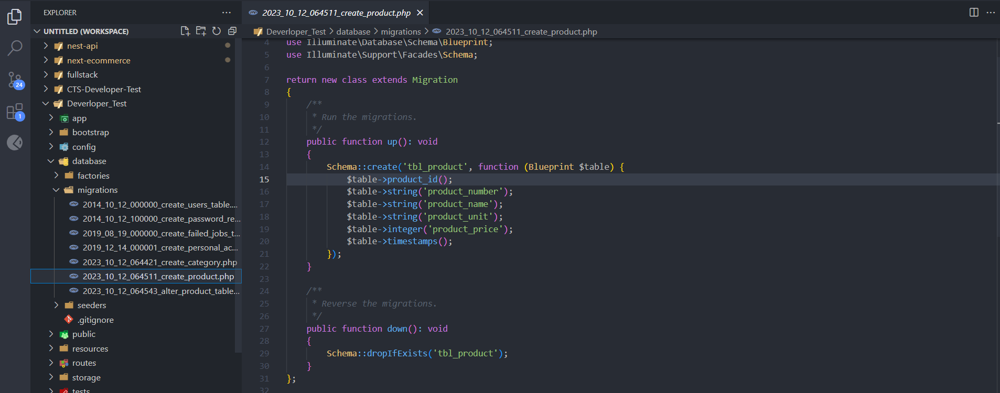 EXPLORER
UNTITLED (WORKSPACE)
nest-api
next-ecommerce
fullstack
CTS-Developer-Test
Deverloper_Test
app
bootstrap
config
database
factories
migrations
2014_10_12_000000_create_users_table....
2014_10_12_100000_create_password_re...
2019_08_19_000000_create_failed_jobs_t...
2019_12_14_000001_create_personal_ac...
2023_10_12_064421_create_category.php
2023_10_12_064511_create_product.php
2023_10_12_064543_alter_product_table...
seeders
.gitignore
public
resources
routes
storage
tests
24
1
2023_10_12_064511_create_product.php
Deverloper_Test > database > migrations > 2023_10_12_064511_create_product.php
4 use Illuminate\Database\Schema\Blueprint;
5 use Illuminate\Support\Facades\Schema;
6
7 return new class extends Migration
8 {
9 /**
10 * Run the migrations.
11 */
12 public function up(): void
13 {
14 Schema::create('tbl_product', function (Blueprint $table) {
15 $table->product_id();
16 $table->string('product_number');
17 $table->string('product_name');
18 $table->string('product_unit');
19 $table->integer('product_price');
20 $table->timestamps();
21 });
22 }
23
24 /**
25 * Reverse the migrations.
26 */
27 public function down(): void
28 {
29 Schema::dropIfExists('tbl_product');
30 }
31 };
32